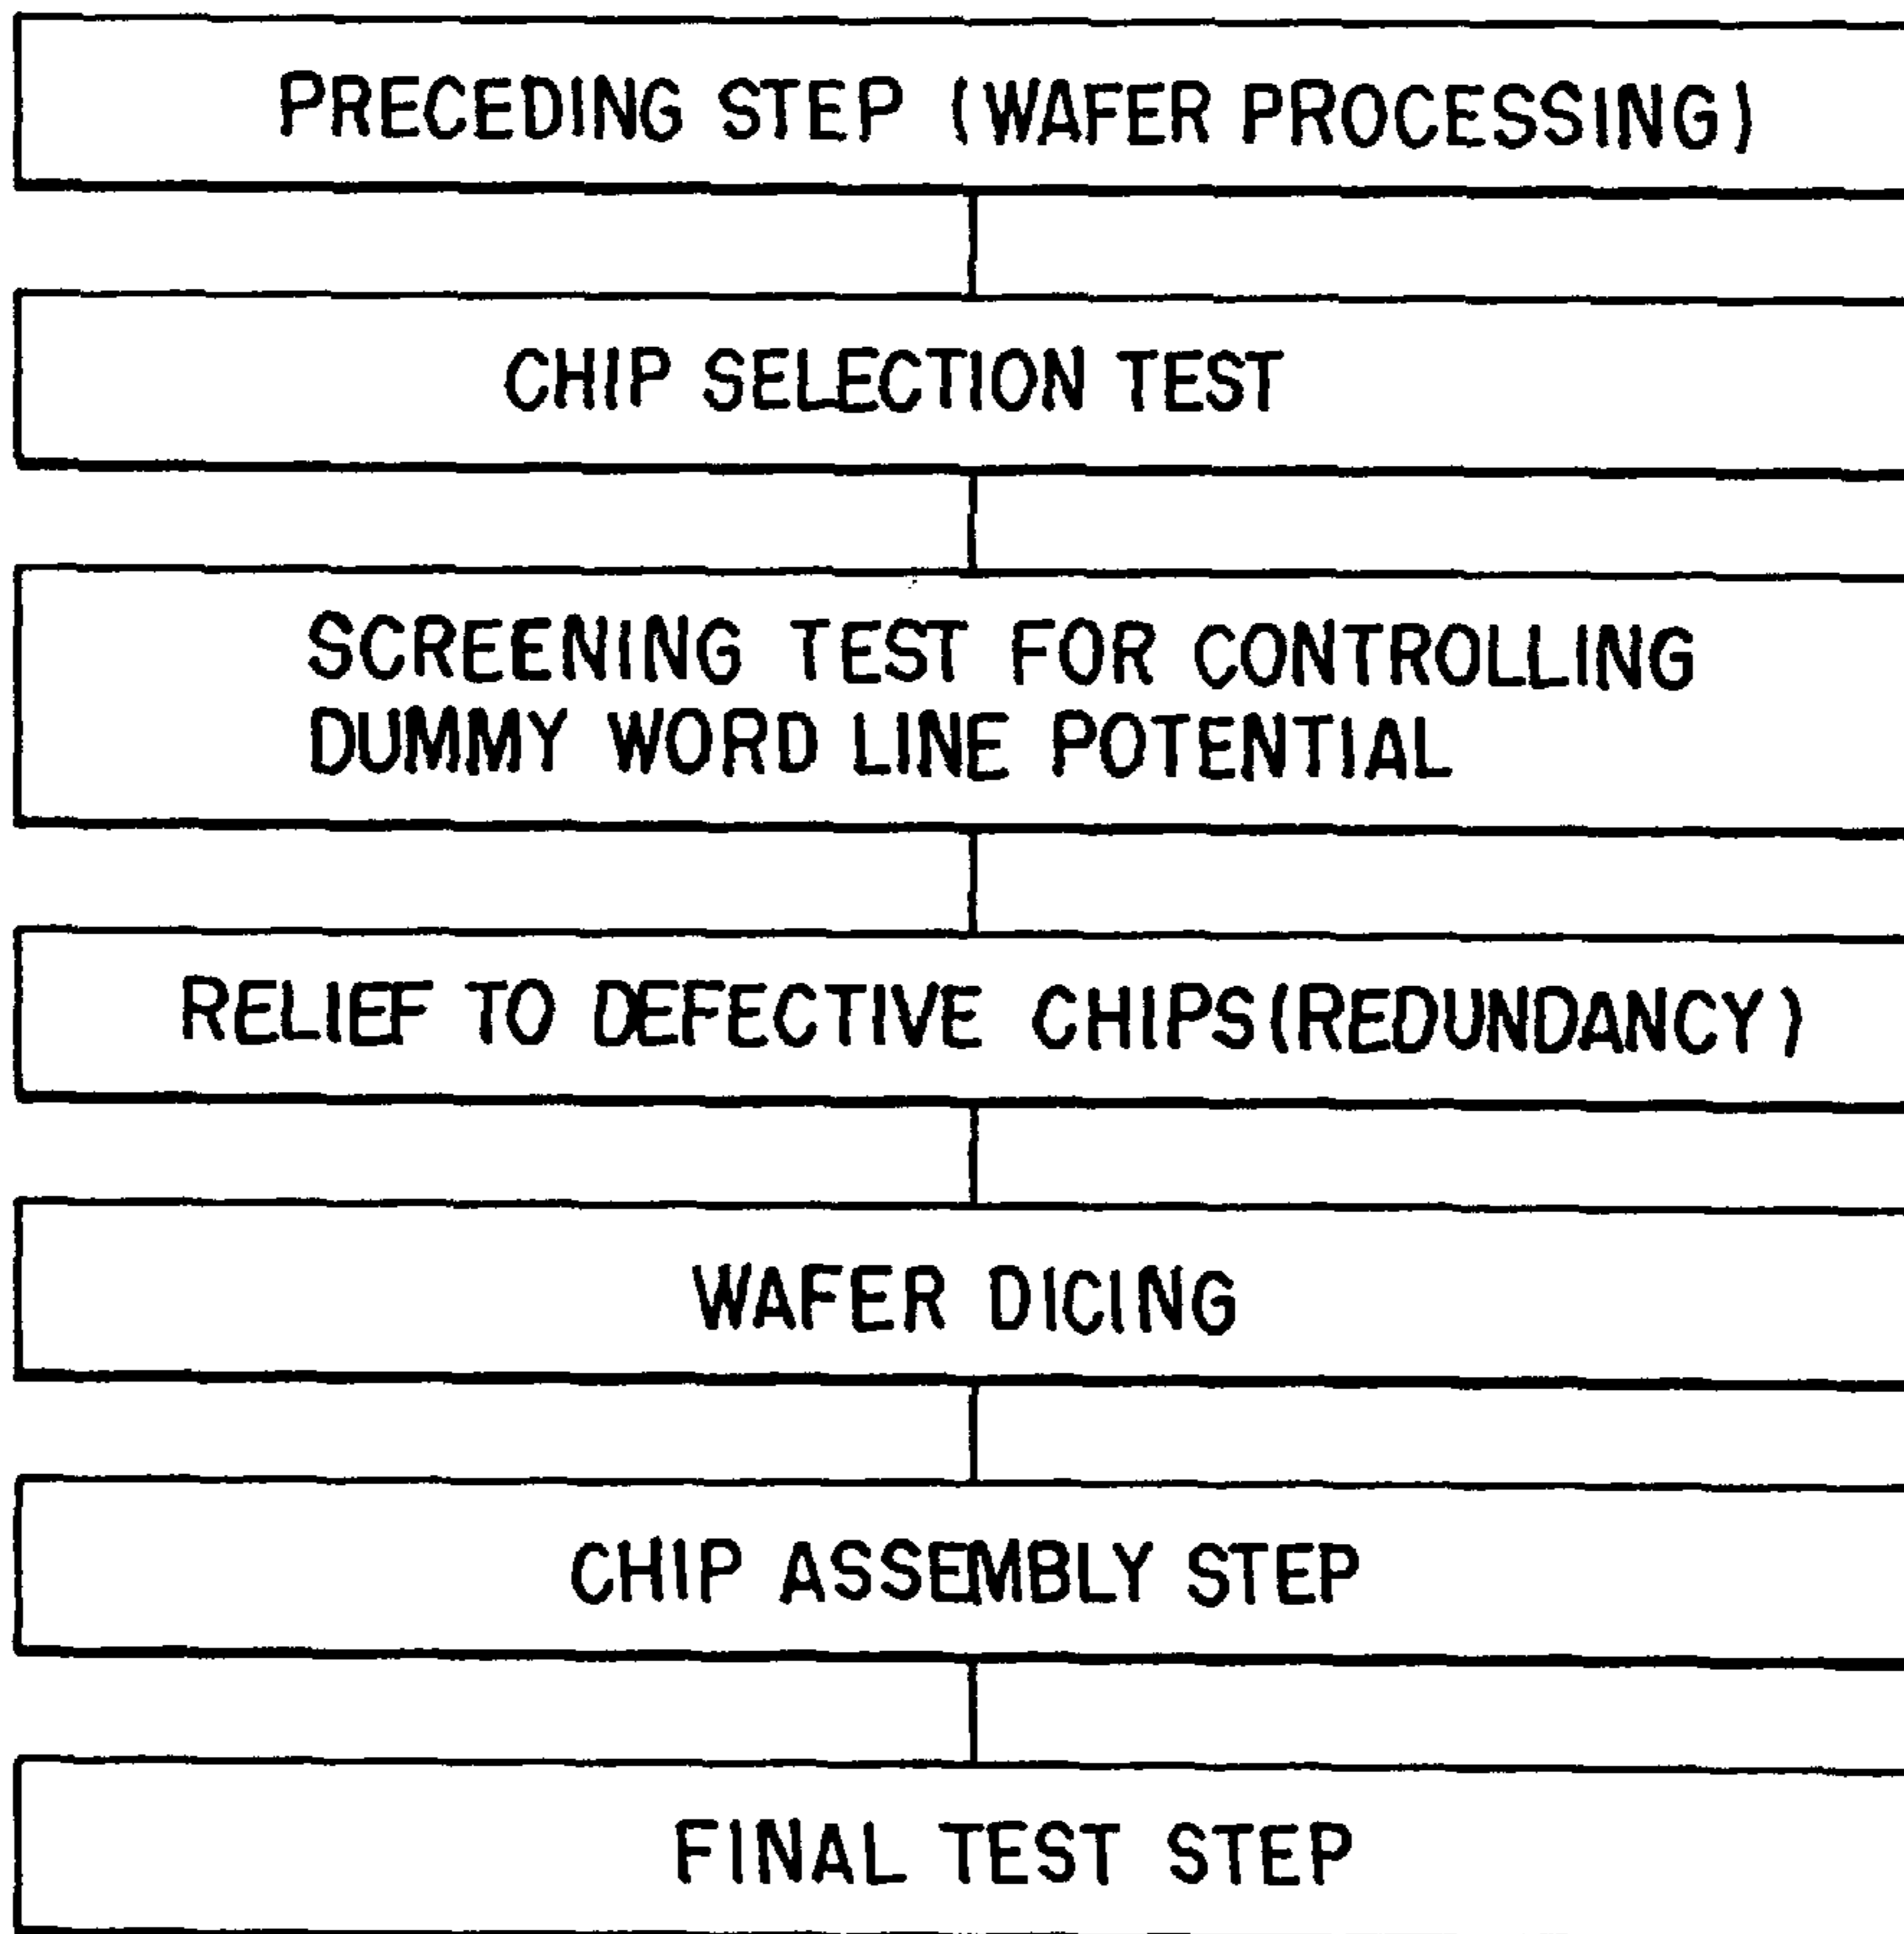 PRECEDING STEP (WAFER PROCESSING)
CHIP SELECTION TEST
SCREENING TEST FOR CONTROLLING
DUMMY WORD LINE POTENTIAL
RELIEF TO DEFECTIVE CHIPS(REDUNDANCY)
WAFER DICING
CHIP ASSEMBLY STEP
FINAL TEST STEP